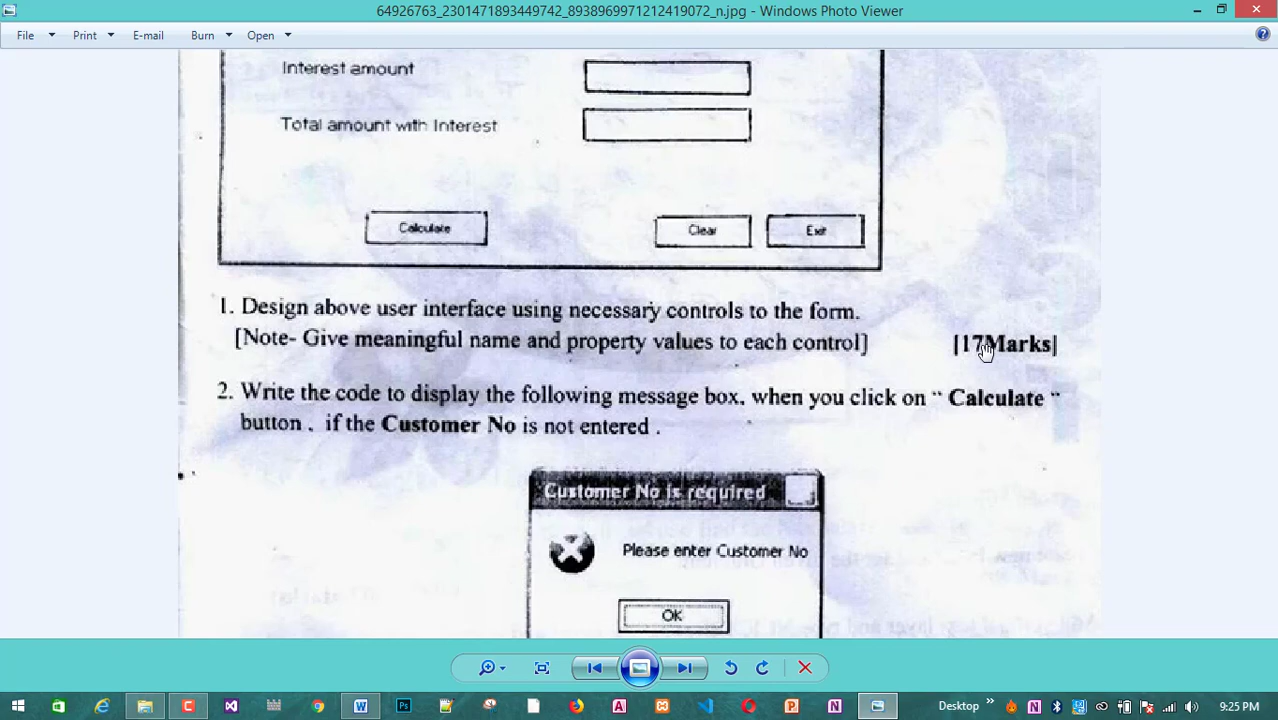 64926763_2301471893449742_8938969971212419072_n.jpg - Windows Photo Viewer
File Print E-mail Burn Open
Interest amount
Total amount with Interest
Calculate Clear Exit
1. Design above user interface using necessary controls to the form.
[Note- Give meaningful name and property values to each control] [17Marks]
2. Write the code to display the following message box, when you click on “ Calculate ”
button , if the Customer No is not entered .
Customer No is required
Please enter Customer No
OK
Desktop 9:25 PM